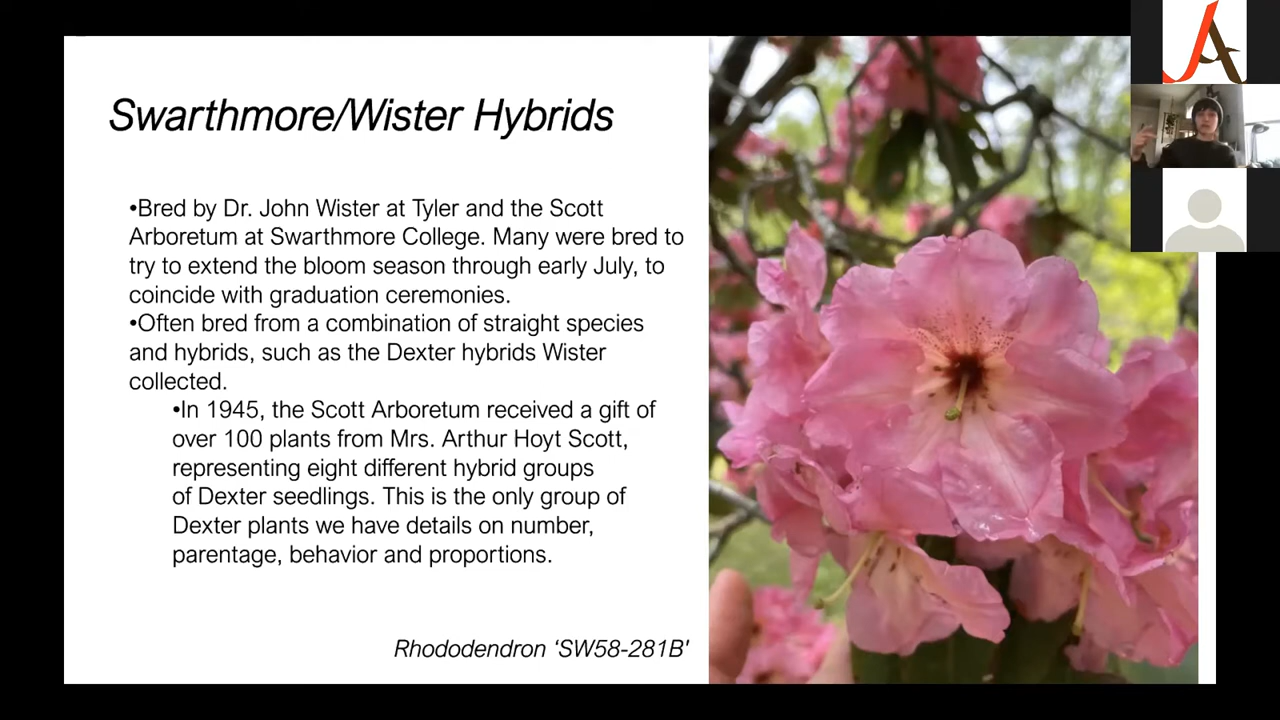 Swarthmore/Wister Hybrids
•Bred by Dr. John Wister at Tyler and the Scott
Arboretum at Swarthmore College. Many were bred to
try to extend the bloom season through early July, to
coincide with graduation ceremonies.
•Often bred from a combination of straight species
and hybrids, such as the Dexter hybrids Wister
collected.
•In 1945, the Scott Arboretum received a gift of
over 100 plants from Mrs. Arthur Hoyt Scott,
representing eight different hybrid groups
of Dexter seedlings. This is the only group of
Dexter plants we have details on number,
parentage, behavior and proportions.
Rhododendron ‘SW58-281B’
JA